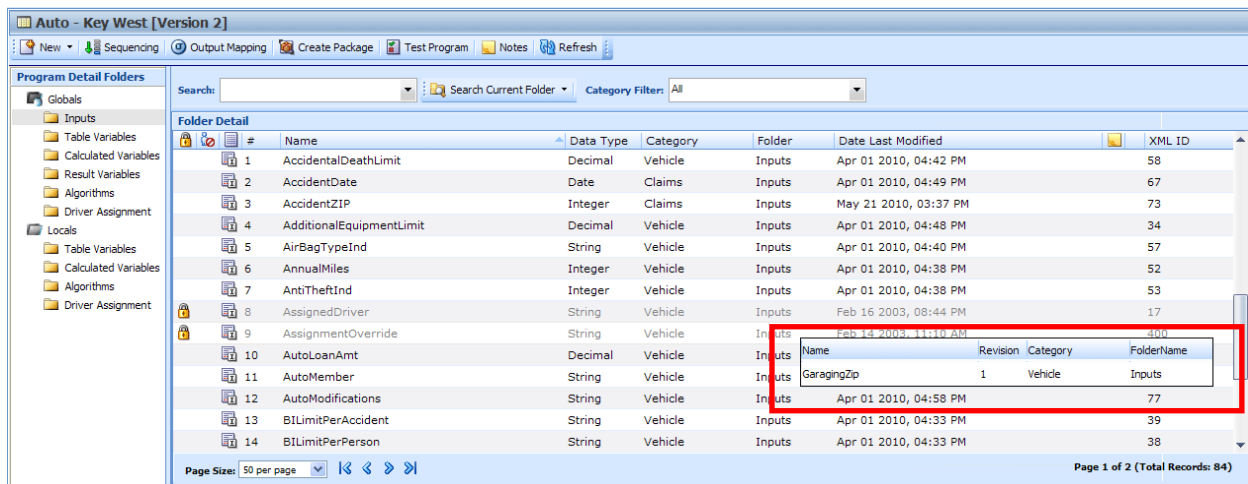 Auto - Key West [Version 2]
New Sequencing Output Mapping Create Package Test Program Notes Refresh
Program Detail Folders
Globals
Inputs
Table Variables
Calculated Variables
Result Variables
Algorithms
Driver Assignment
Locals
Table Variables
Calculated Variables
Algorithms
Driver Assignment
Search: Search Current Folder Category Filter: All
Folder Detail
# Name Data Type Category Folder Date Last Modified XML ID
1 AccidentalDeathLimit Decimal Vehicle Inputs Apr 01 2010, 04:42 PM 58
2 AccidentDate Date Claims Inputs Apr 01 2010, 04:49 PM 67
3 AccidentZIP Integer Claims Inputs May 21 2010, 03:37 PM 73
4 AdditionalEquipmentLimit Decimal Vehicle Inputs Apr 01 2010, 04:48 PM 34
5 AirBagTypeInd String Vehicle Inputs Apr 01 2010, 04:40 PM 57
6 AnnualMiles Integer Vehicle Inputs Apr 01 2010, 04:38 PM 52
7 AntiTheftInd Integer Vehicle Inputs Apr 01 2010, 04:38 PM 53
8 AssignedDriver String Vehicle Inputs Feb 16 2003, 08:44 PM 17
9 AssignmentOverride String Vehicle Inputs Feb 14 2003, 11:10 AM 400
10 AutoLoanAmt Decimal Vehicle Inputs
11 AutoMember String Vehicle Inputs
12 AutoModifications String Vehicle Inputs Apr 01 2010, 04:58 PM 77
13 BILimitPerAccident String Vehicle Inputs Apr 01 2010, 04:33 PM 39
14 BILimitPerPerson String Vehicle Inputs Apr 01 2010, 04:33 PM 38
Name Revision Category FolderName
GaragingZip 1 Vehicle Inputs
Page Size: 50 per page Page 1 of 2 (Total Records: 84)